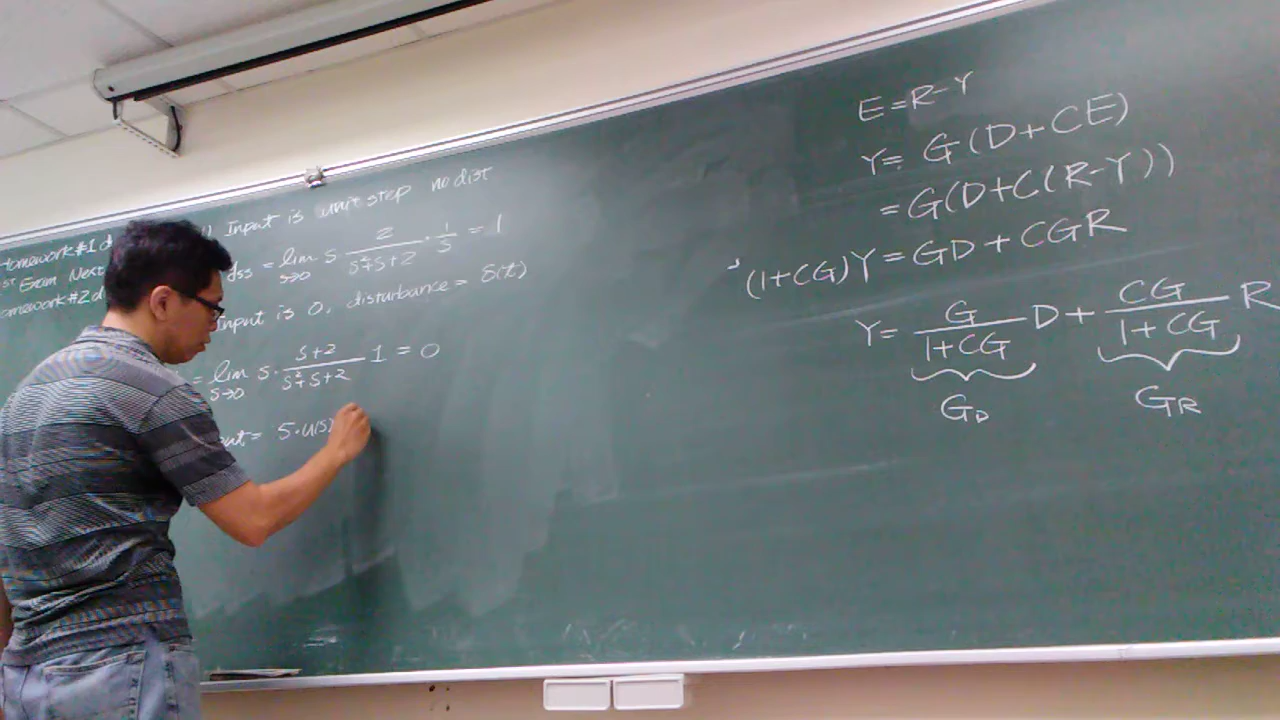 Homework #1 d
Exam Next
omework #2 d
Input is unit step no dist
dss = lim s→0 s 2/(s²+s+2) · 1/s = 1
Input is 0, disturbance = δ(t)
= lim s→0 s · (s+2)/(s²+s+2) 1 = 0
ut = 5·u(s)
E = R-Y
Y = G(D+CE)
= G(D+C(R-Y))
(1+CG)Y = GD + CGR
Y = G/(1+CG) D + CG/(1+CG) R
G_D G_R